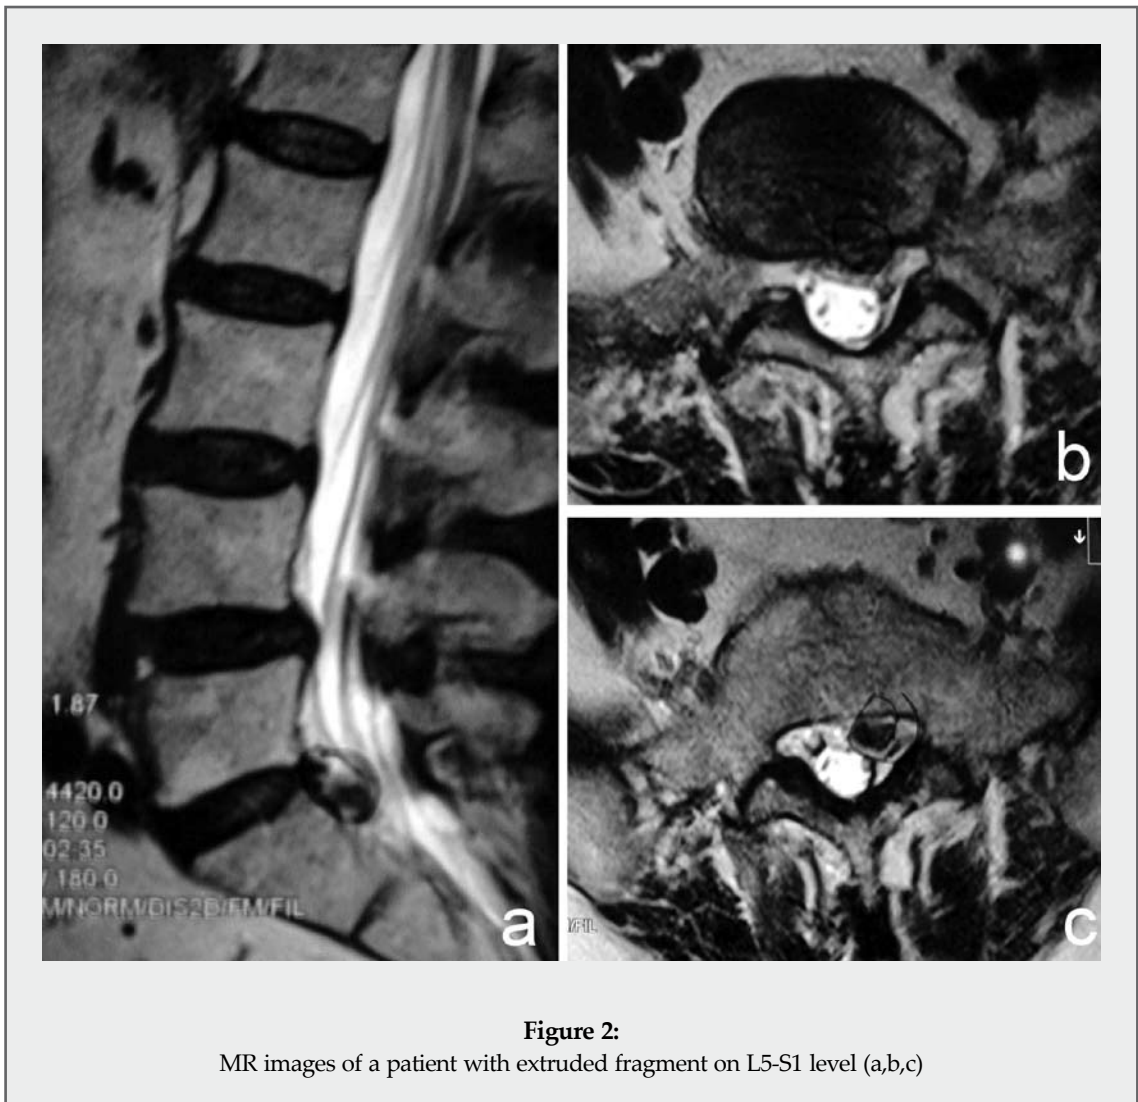 1.87
4420.0
120.0
02:35
/ 180.0
M/NORM/DIS2D/FM/FIL
a
b
/FIL
c
Figure 2:
MR images of a patient with extruded fragment on L5-S1 level (a,b,c)